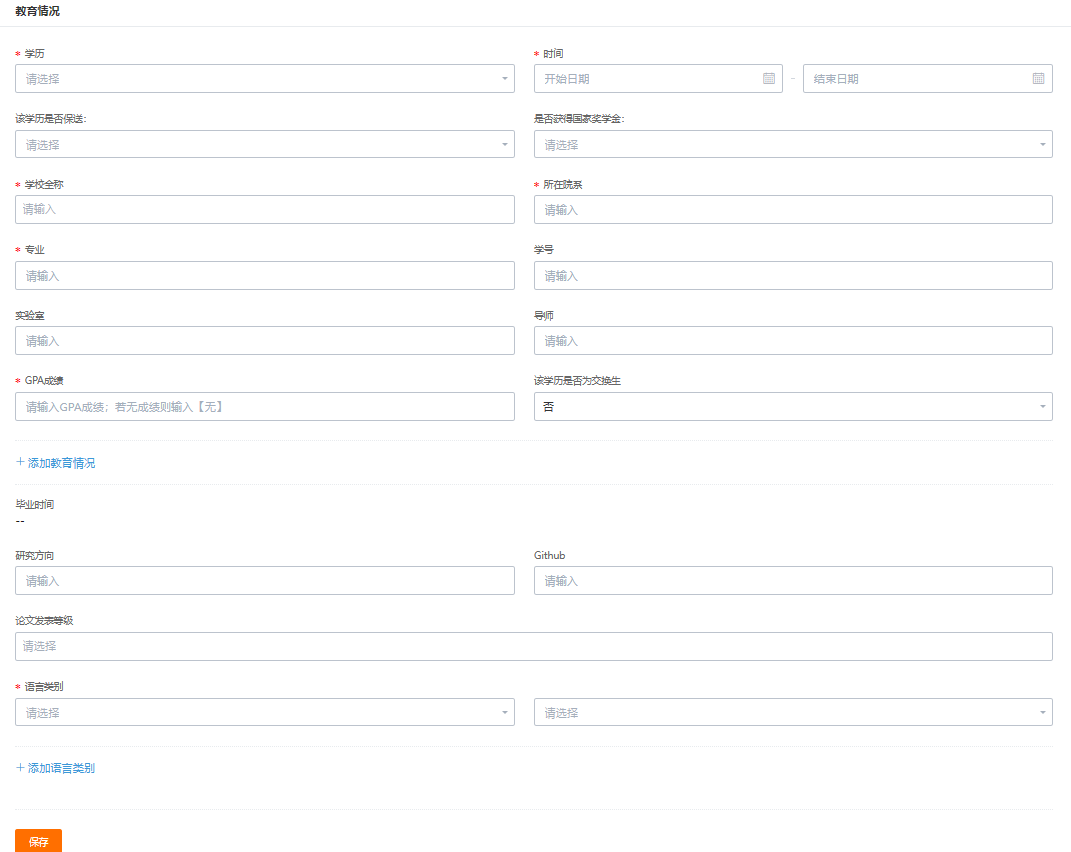 教育情况
* 学历
* 时间
请选择
开始日期 - 结束日期
该学历是否保送:
是否获得国家奖学金:
请选择
请选择
* 学校全称
* 所在院系
请输入
请输入
* 专业
学号
请输入
请输入
实验室
导师
请输入
请输入
* GPA成绩
该学历是否为交换生
请输入GPA成绩；若无成绩则输入【无】
否
+ 添加教育情况
毕业时间
--
研究方向
Github
请输入
请输入
论文发表等级
请选择
* 语言类别
请选择
请选择
+ 添加语言类别
保存